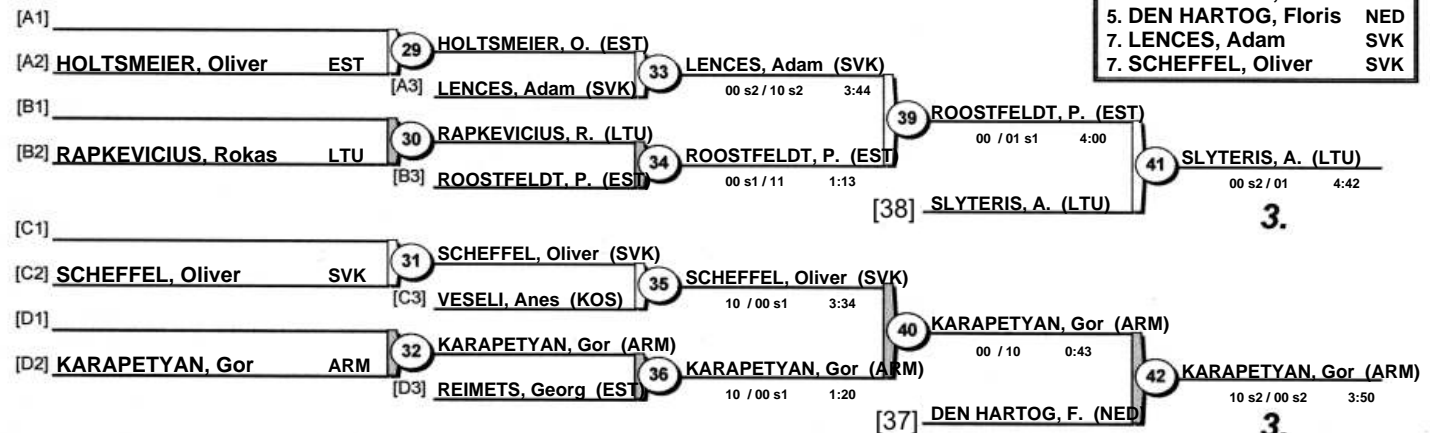 5. DEN HARTOG, Floris NED
7. LENCES, Adam SVK
7. SCHEFFEL, Oliver SVK
[A1]
[A2] HOLTSMEIER, Oliver EST
29
HOLTSMEIER, O. (EST)
[A3] LENCES, Adam (SVK)
33
LENCES, Adam (SVK)
00 s2 / 10 s2 3:44
[B1]
[B2] RAPKEVICIUS, Rokas LTU
30
RAPKEVICIUS, R. (LTU)
[B3] ROOSTFELDT, P. (EST)
34
ROOSTFELDT, P. (EST)
00 s1 / 11 1:13
39
ROOSTFELDT, P. (EST)
00 / 01 s1 4:00
[38] SLYTERIS, A. (LTU)
41
SLYTERIS, A. (LTU)
00 s2 / 01 4:42
3.
[C1]
[C2] SCHEFFEL, Oliver SVK
31
SCHEFFEL, Oliver (SVK)
[C3] VESELI, Anes (KOS)
35
SCHEFFEL, Oliver (SVK)
10 / 00 s1 3:34
[D1]
[D2] KARAPETYAN, Gor ARM
32
KARAPETYAN, Gor (ARM)
[D3] REIMETS, Georg (EST)
36
KARAPETYAN, Gor (ARM)
10 / 00 s1 1:20
40
KARAPETYAN, Gor (ARM)
00 / 10 0:43
[37] DEN HARTOG, F. (NED)
42
KARAPETYAN, Gor (ARM)
10 s2 / 00 s2 3:50
3.